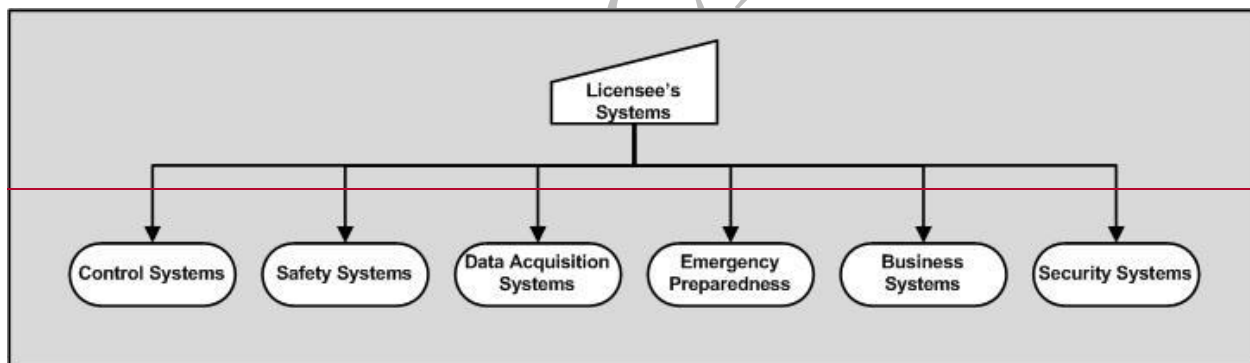 Licensee's
Systems
Control Systems
Safety Systems
Data Acquisition
Systems
Emergency
Preparedness
Business
Systems
Security Systems